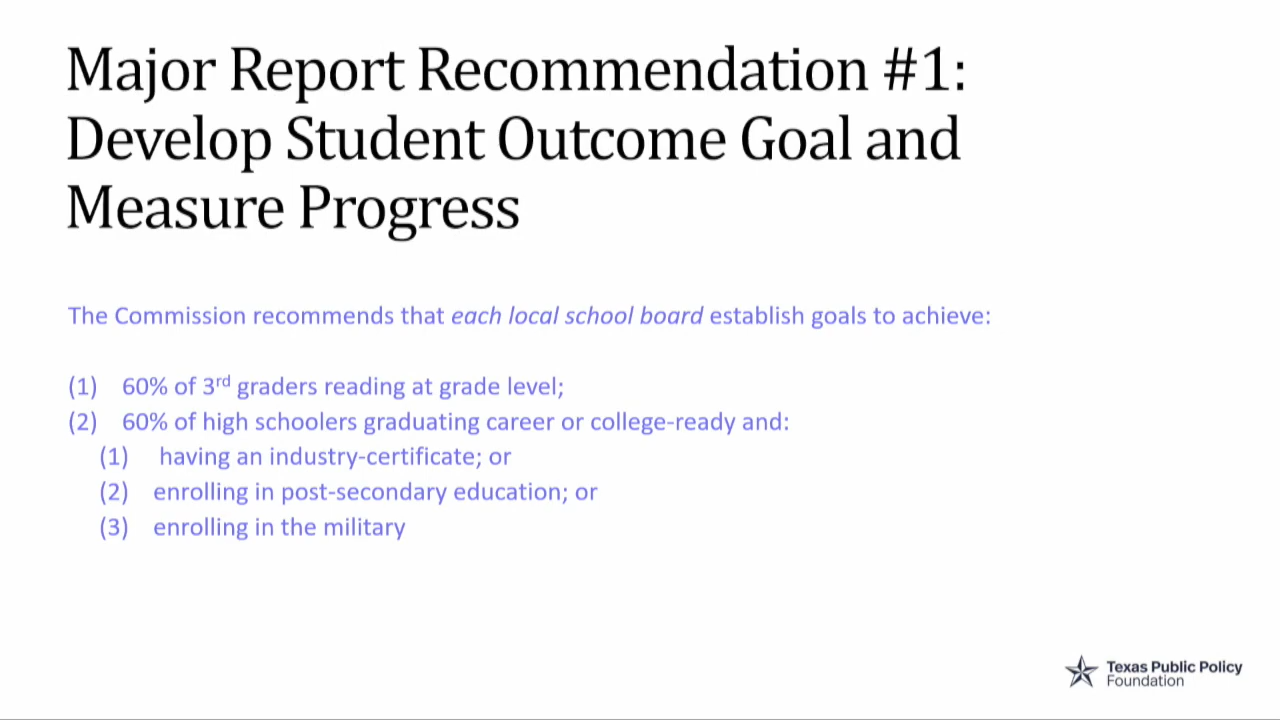 Major Report Recommendation #1:
Develop Student Outcome Goal and
Measure Progress
The Commission recommends that each local school board establish goals to achieve:
(1) 60% of 3rd graders reading at grade level;
(2) 60% of high schoolers graduating career or college-ready and:
(1) having an industry-certificate; or
(2) enrolling in post-secondary education; or
(3) enrolling in the military
Texas Public Policy
Foundation